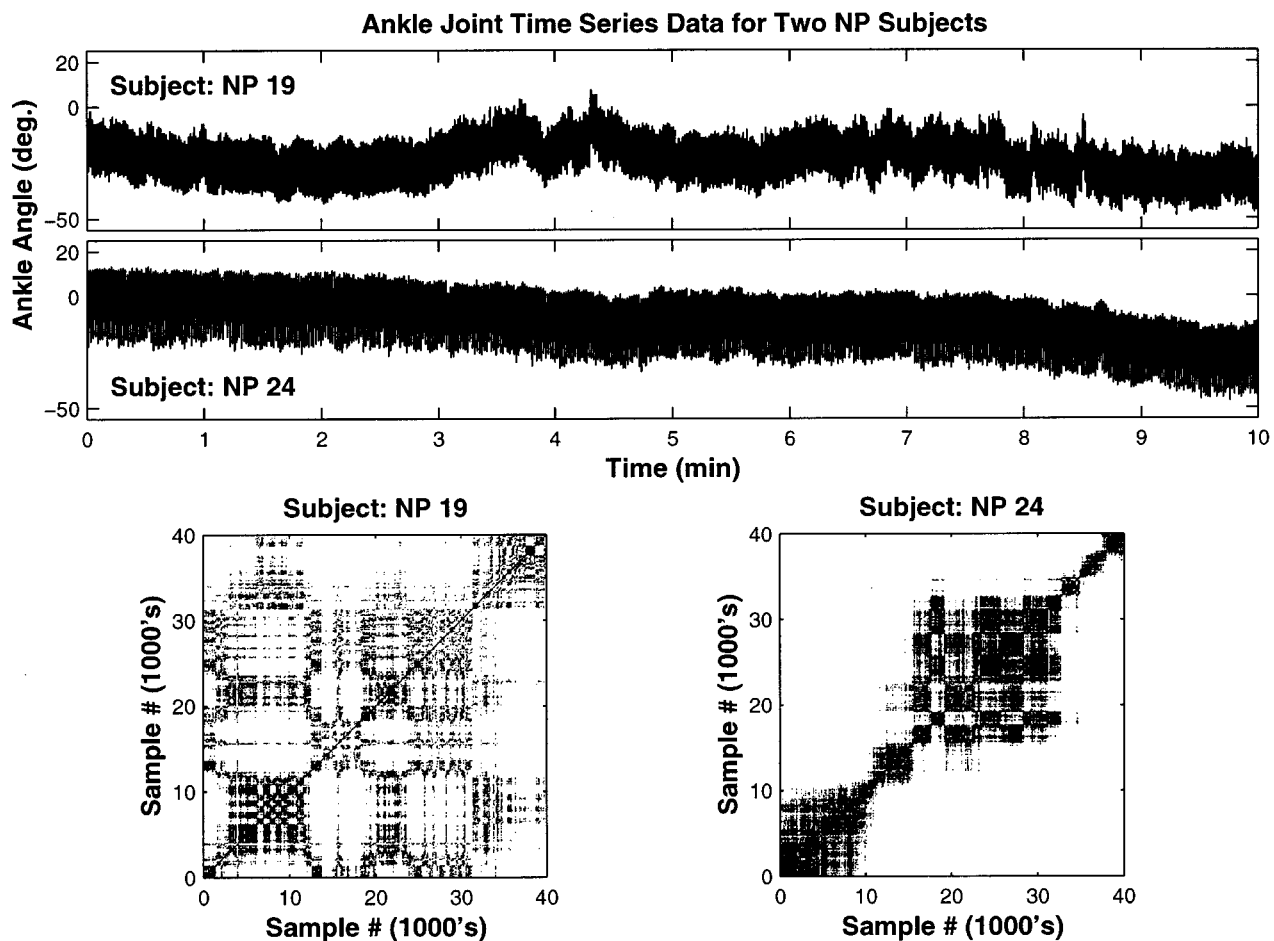 Ankle Joint Time Series Data for Two NP Subjects
20
Subject: NP 19
0
−50
Ankle Angle (deg.)
20
0
Subject: NP 24
−50
0 1 2 3 4 5 6 7 8 9 10
Time (min)
Subject: NP 19
40
30
20
10
0
Sample # (1000's)
0 10 20 30 40
Sample # (1000's)
Subject: NP 24
40
30
20
10
0
Sample # (1000's)
0 10 20 30 40
Sample # (1000's)